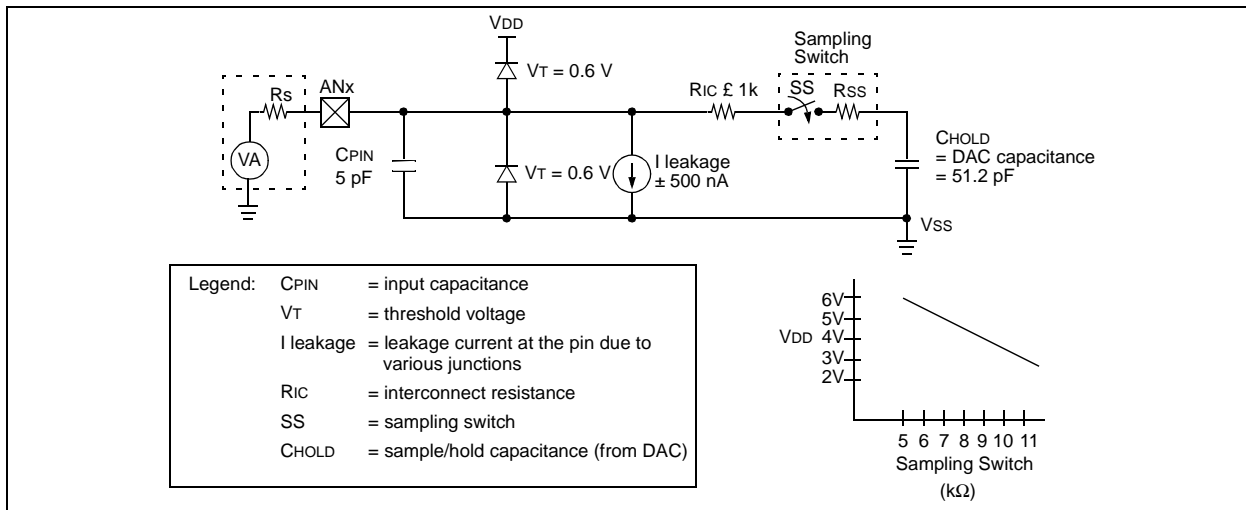 VDD
Sampling
Switch
VT = 0.6 V
RIC £ 1k
SS
RSS
Rs
ANx
VA
CPIN
5 pF
VT = 0.6 V
I leakage
± 500 nA
CHOLD
= DAC capacitance
= 51.2 pF
VSS
Legend: CPIN = input capacitance
VT = threshold voltage
I leakage = leakage current at the pin due to
various junctions
RIC = interconnect resistance
SS = sampling switch
CHOLD = sample/hold capacitance (from DAC)
6V
5V
VDD 4V
3V
2V
5 6 7 8 9 10 11
Sampling Switch
(kΩ)